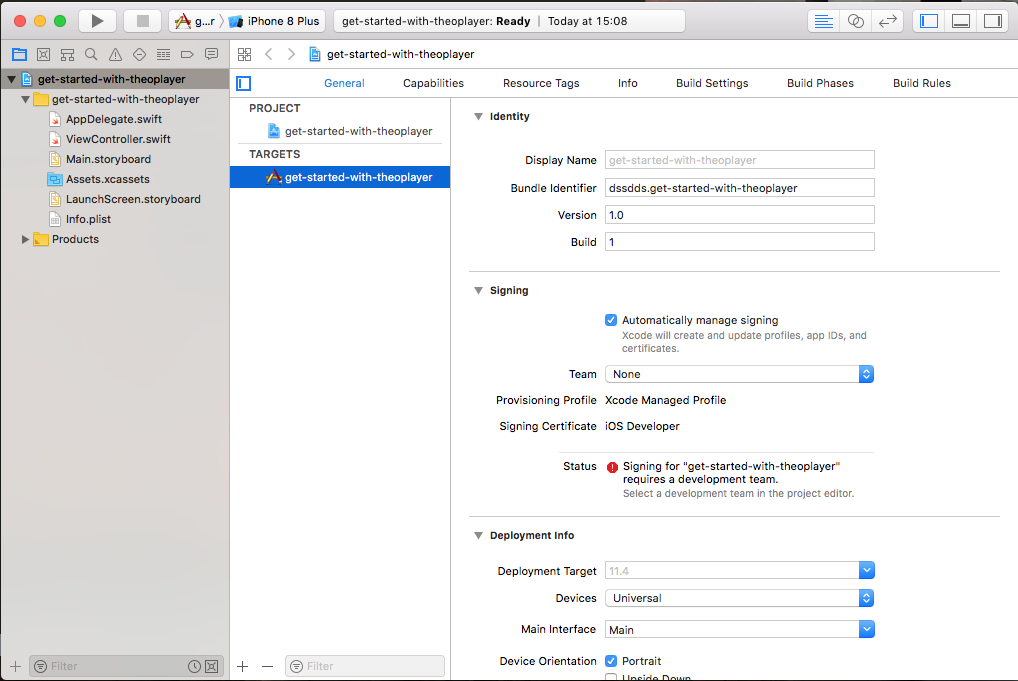 g...r
iPhone 8 Plus
get-started-with-theoplayer: Ready | Today at 15:08
get-started-with-theoplayer
get-started-with-theoplayer
get-started-with-theoplayer
AppDelegate.swift
ViewController.swift
Main.storyboard
Assets.xcassets
LaunchScreen.storyboard
Info.plist
Products
Filter
General Capabilities Resource Tags Info Build Settings Build Phases Build Rules
PROJECT
get-started-with-theoplayer
TARGETS
get-started-with-theoplayer
Filter
Identity
Display Name get-started-with-theoplayer
Bundle Identifier dssdds.get-started-with-theoplayer
Version 1.0
Build 1
Signing
Automatically manage signing
Xcode will create and update profiles, app IDs, and
certificates.
Team None
Provisioning Profile Xcode Managed Profile
Signing Certificate iOS Developer
Status Signing for "get-started-with-theoplayer"
requires a development team.
Select a development team in the project editor.
Deployment Info
Deployment Target 11.4
Devices Universal
Main Interface Main
Device Orientation Portrait
Upside Down